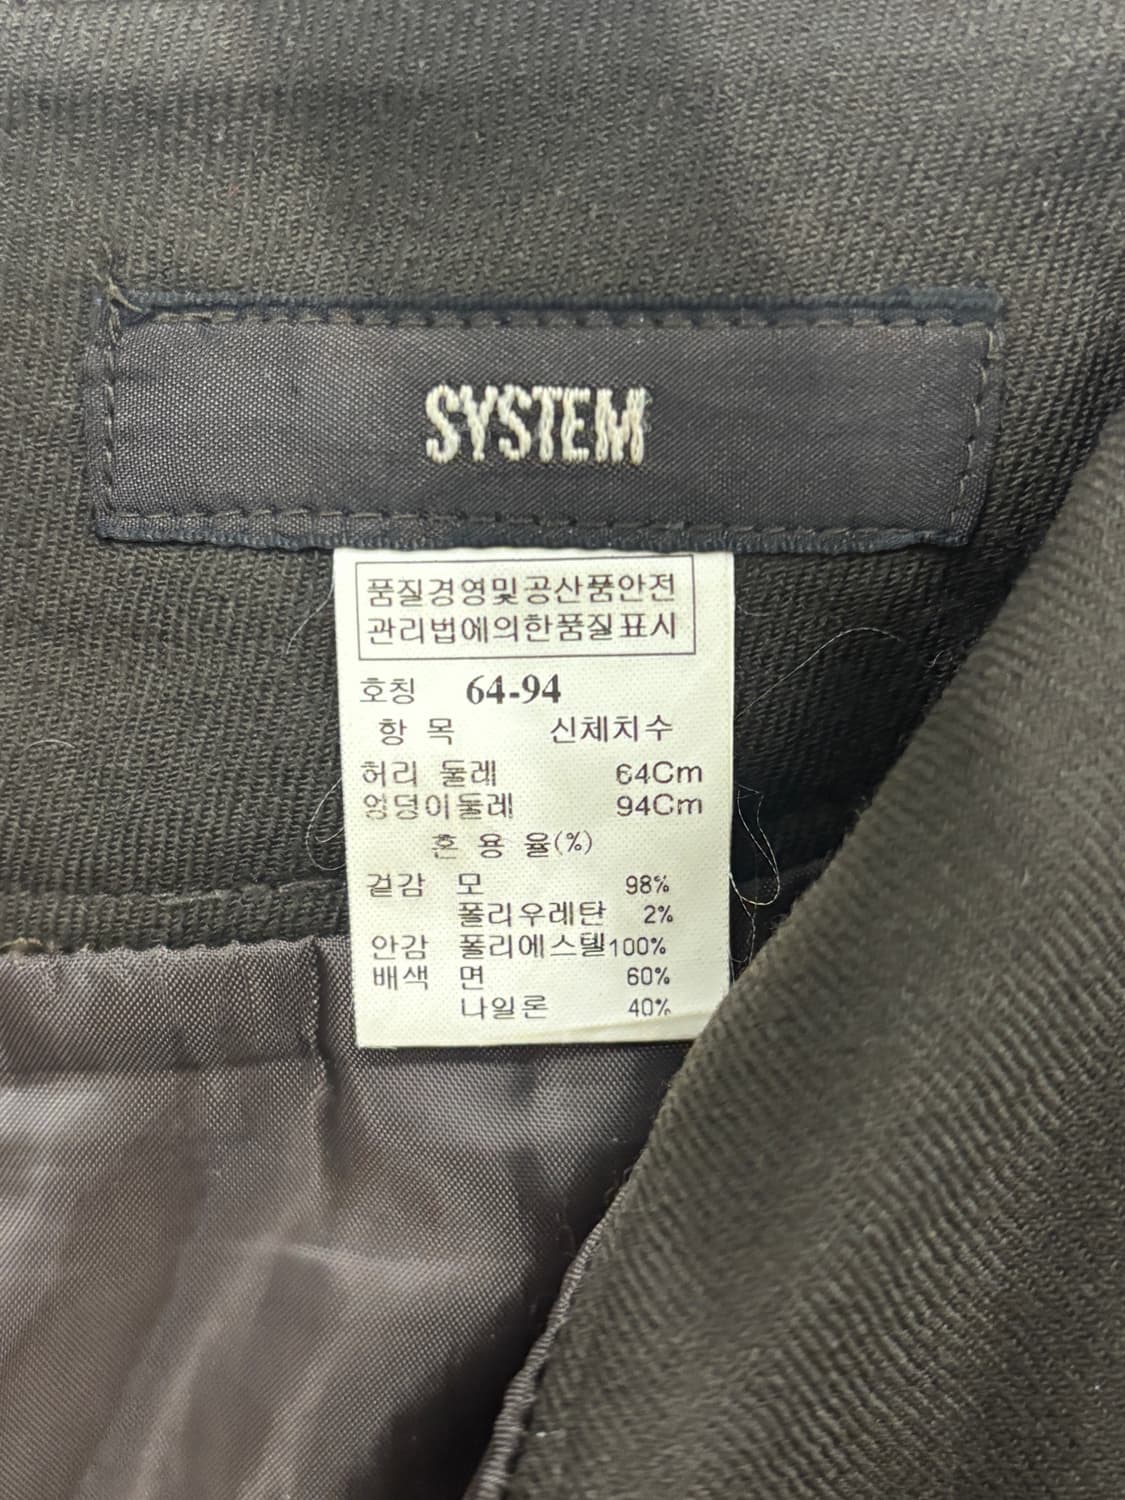 SYSTEM
품질경영및공산품안전
관리법에의한품질표시
호칭 64-94
항 목 신체치수
허리 둘레 64Cm
엉덩이둘레 94Cm
혼 용 율(%)
겉감 모 98%
폴리우레탄 2%
안감 폴리에스텔100%
배색 면 60%
나일론 40%